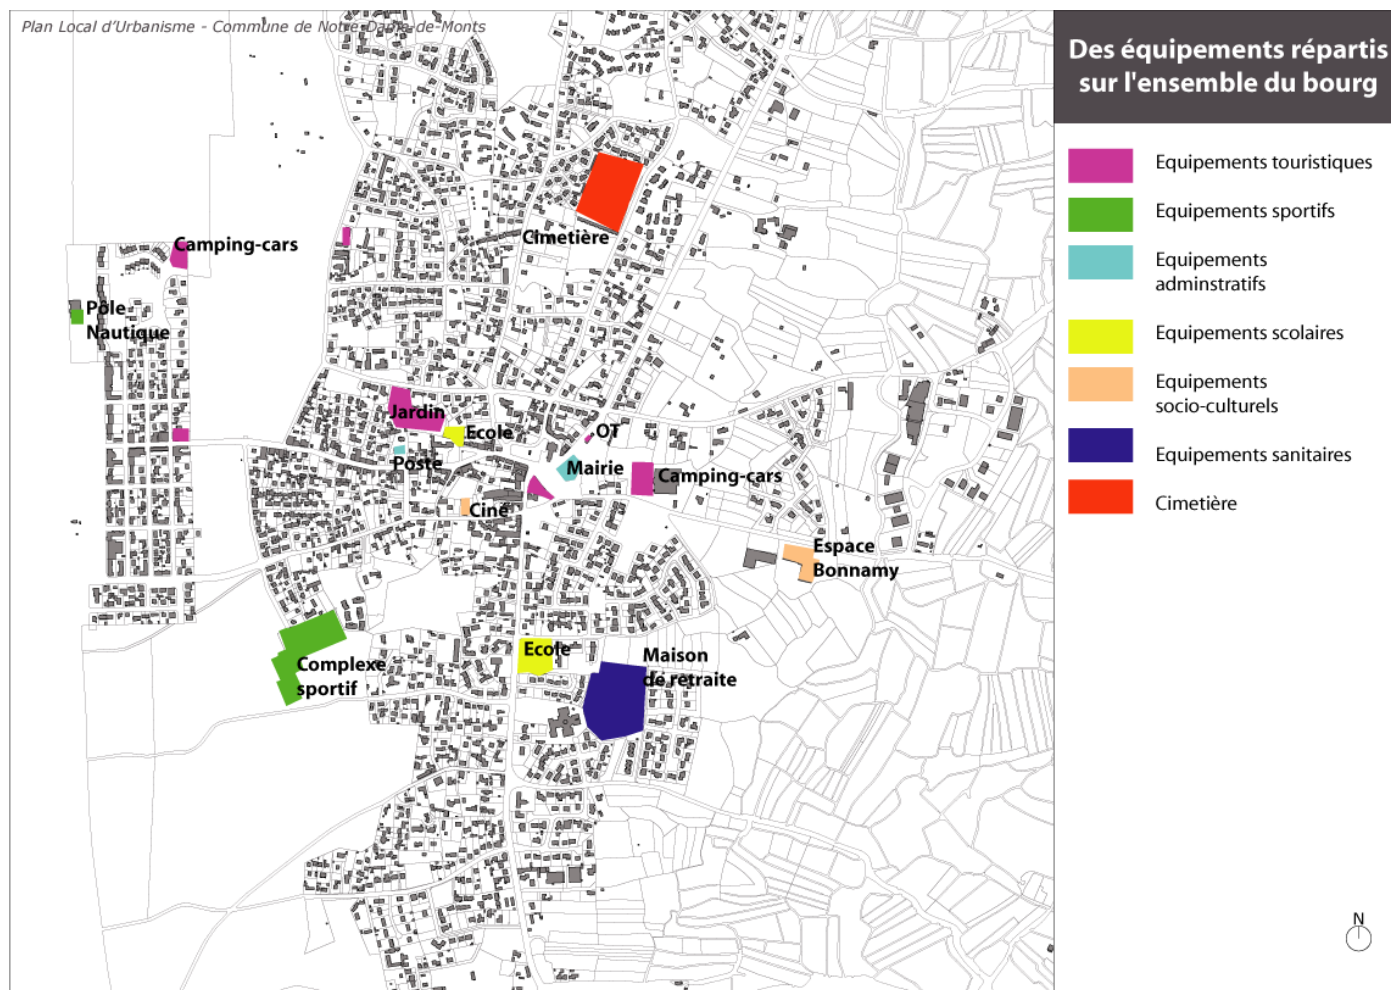 Plan Local d'Urbanisme - Commune de Notre-Dame-de-Monts
Des équipements répartis
sur l'ensemble du bourg
Equipements touristiques
Equipements sportifs
Equipements
adminstratifs
Equipements scolaires
Equipements
socio-culturels
Equipements sanitaires
Cimetière
Cimetière
Camping-cars
Pôle
Nautique
Jardin
Ecole
OT
Poste
Mairie
Camping-cars
Ciné
Espace
Bonnamy
Ecole
Maison
de retraite
Complexe
sportif
N